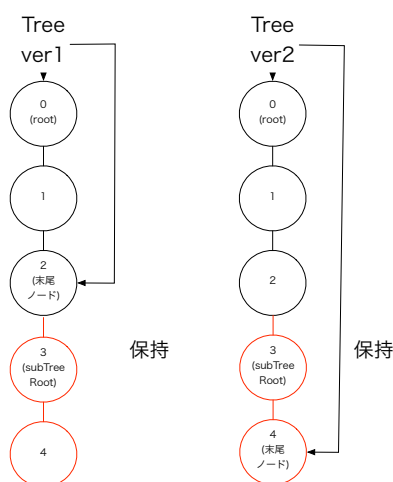 Tree
ver1
0
(root)
1
2
(末尾
ノード)
3
(subTree
Root)
4
保持
Tree
ver2
0
(root)
1
2
3
(subTree
Root)
4
(末尾
ノード)
保持